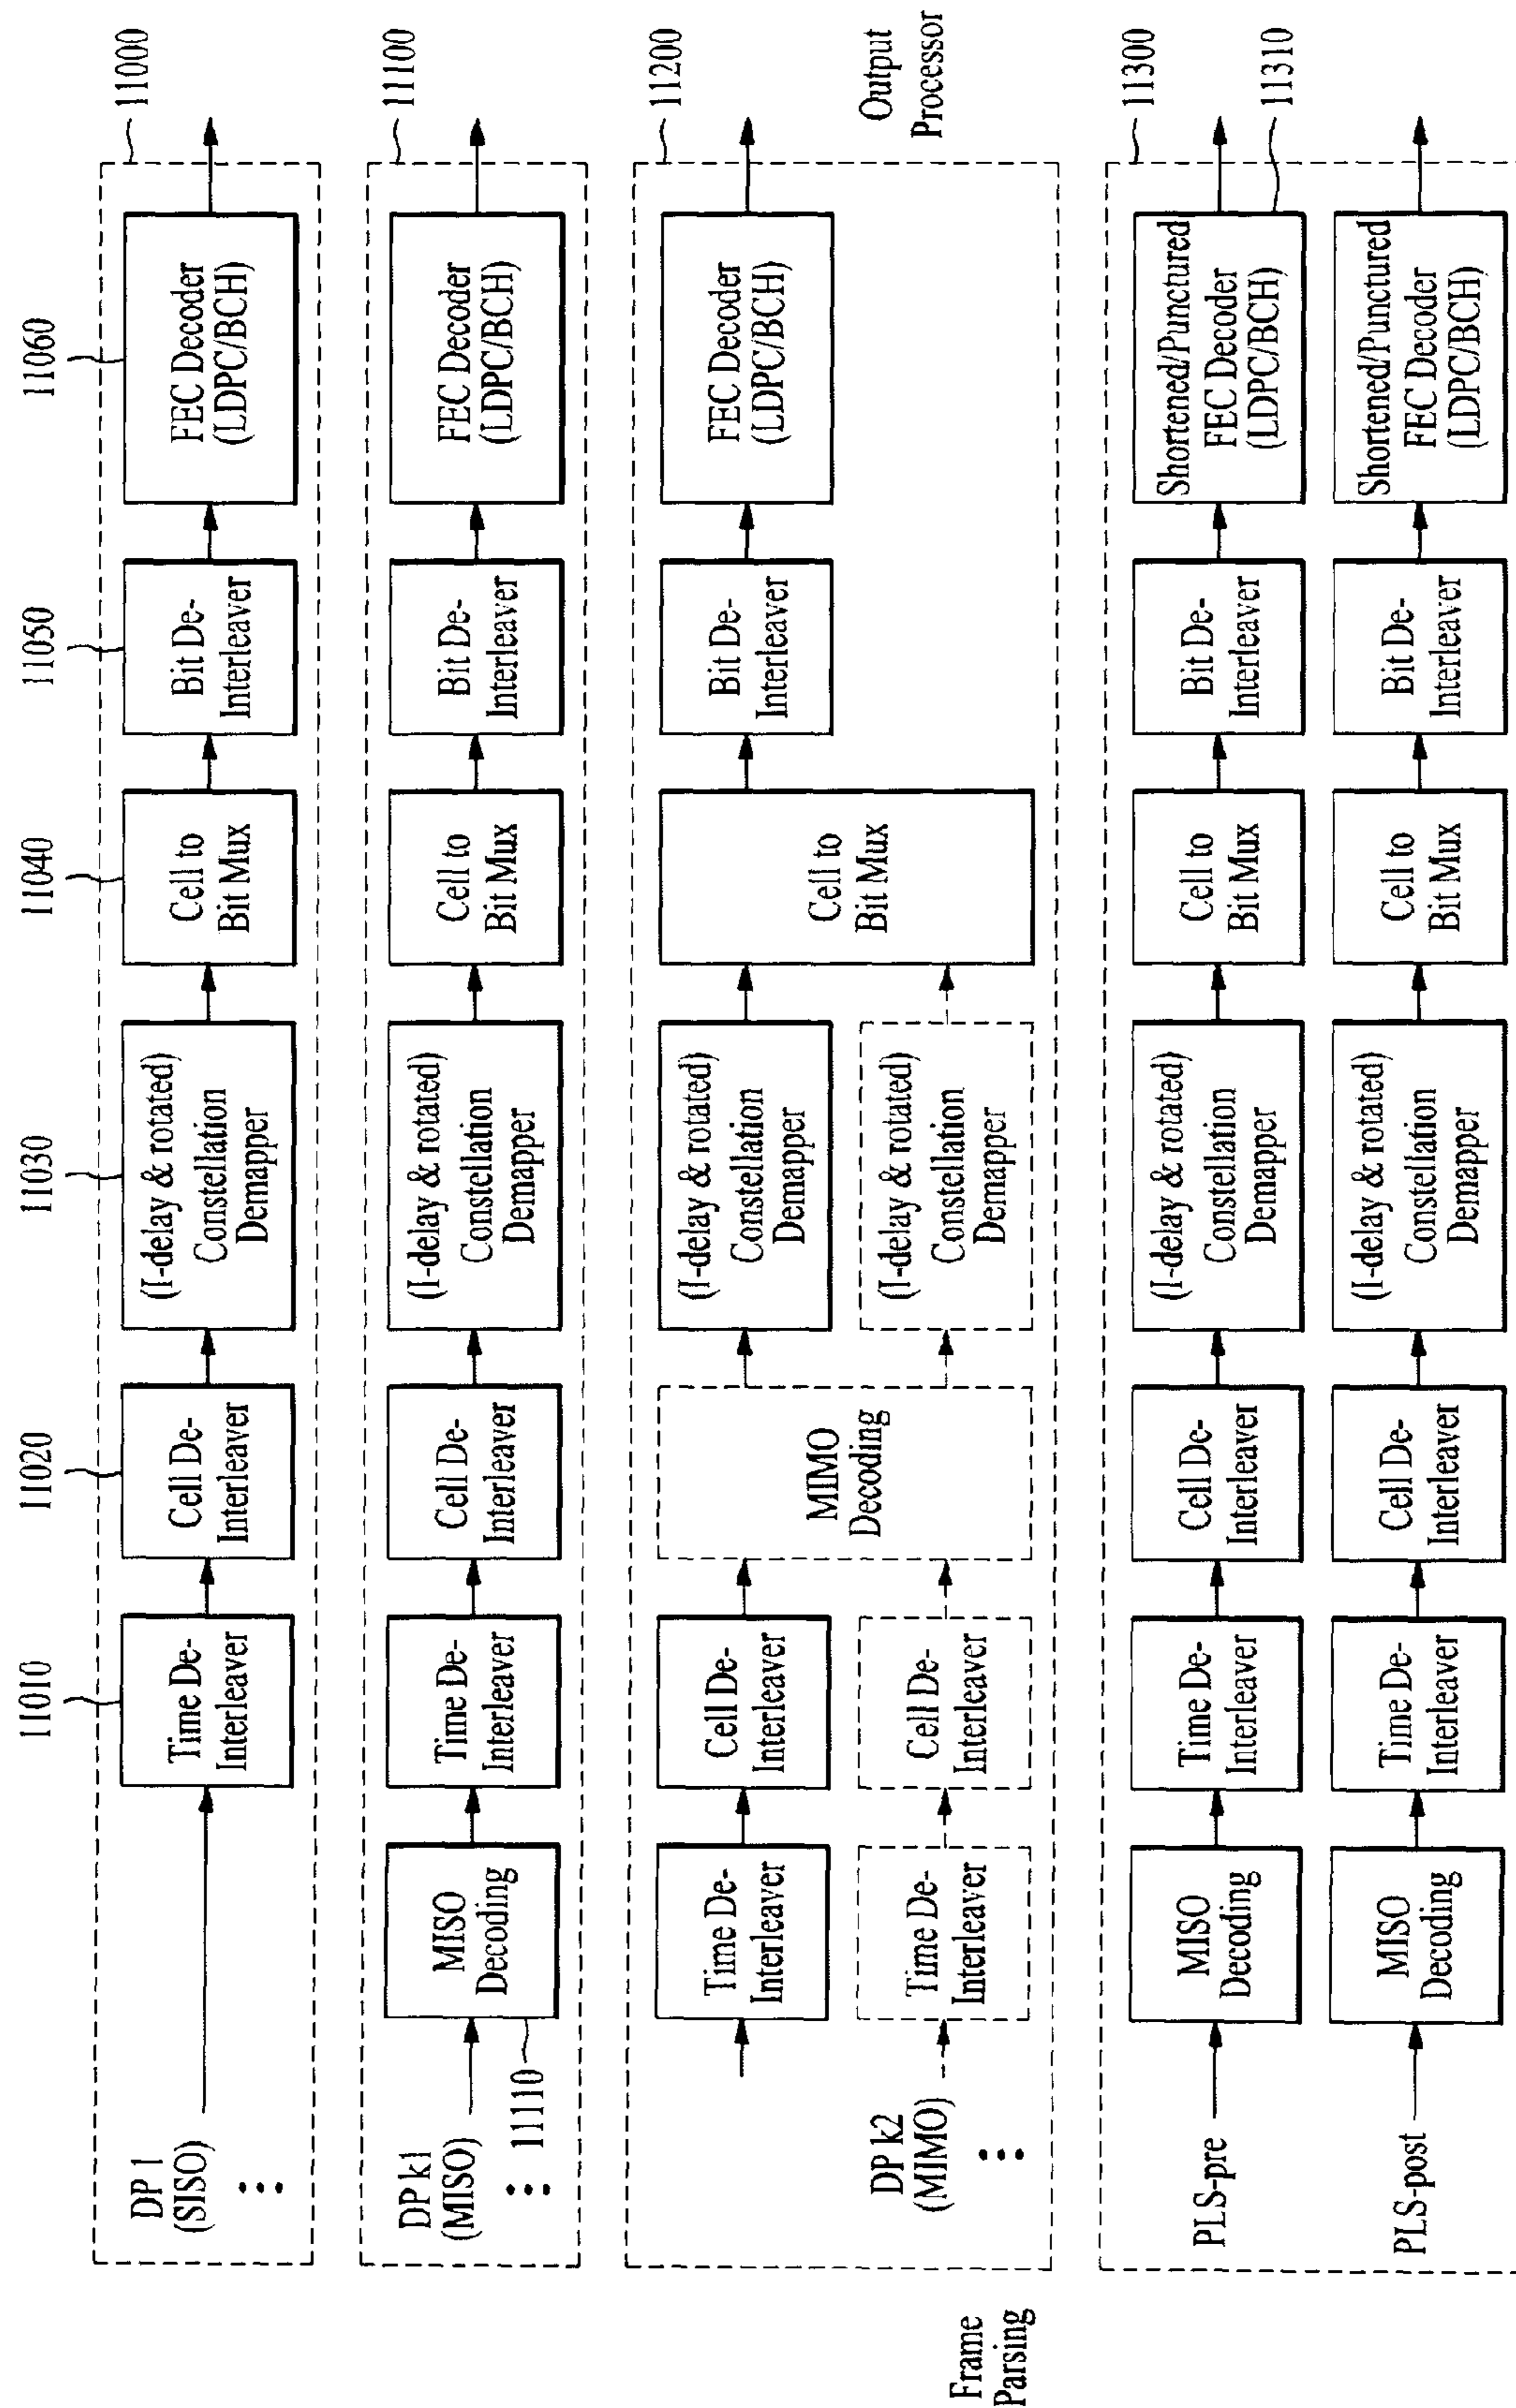 11010
11020
11030
11040
11050
11060
11000
DP 1
(SISO)
Time De-
Interleaver
Cell De-
Interleaver
(I-delay & rotated)
Constellation
Demapper
Cell to
Bit Mux
Bit De-
Interleaver
FEC Decoder
(LDPC/BCH)
11100
DP k1
(MISO)
11110
MISO
Decoding
Time De-
Interleaver
Cell De-
Interleaver
(I-delay & rotated)
Constellation
Demapper
Cell to
Bit Mux
Bit De-
Interleaver
FEC Decoder
(LDPC/BCH)
11200
Time De-
Interleaver
Cell De-
Interleaver
MIMO
Decoding
(I-delay & rotated)
Constellation
Demapper
Cell to
Bit Mux
Bit De-
Interleaver
FEC Decoder
(LDPC/BCH)
DP k2
(MIMO)
Time De-
Interleaver
Cell De-
Interleaver
(I-delay & rotated)
Constellation
Demapper
Frame
Parsing
Output
Processor
11300
PLS-pre
MISO
Decoding
Time De-
Interleaver
Cell De-
Interleaver
(I-delay & rotated)
Constellation
Demapper
Cell to
Bit Mux
Bit De-
Interleaver
Shortened/Punctured
FEC Decoder
(LDPC/BCH)
11310
PLS-post
MISO
Decoding
Time De-
Interleaver
Cell De-
Interleaver
(I-delay & rotated)
Constellation
Demapper
Cell to
Bit Mux
Bit De-
Interleaver
Shortened/Punctured
FEC Decoder
(LDPC/BCH)